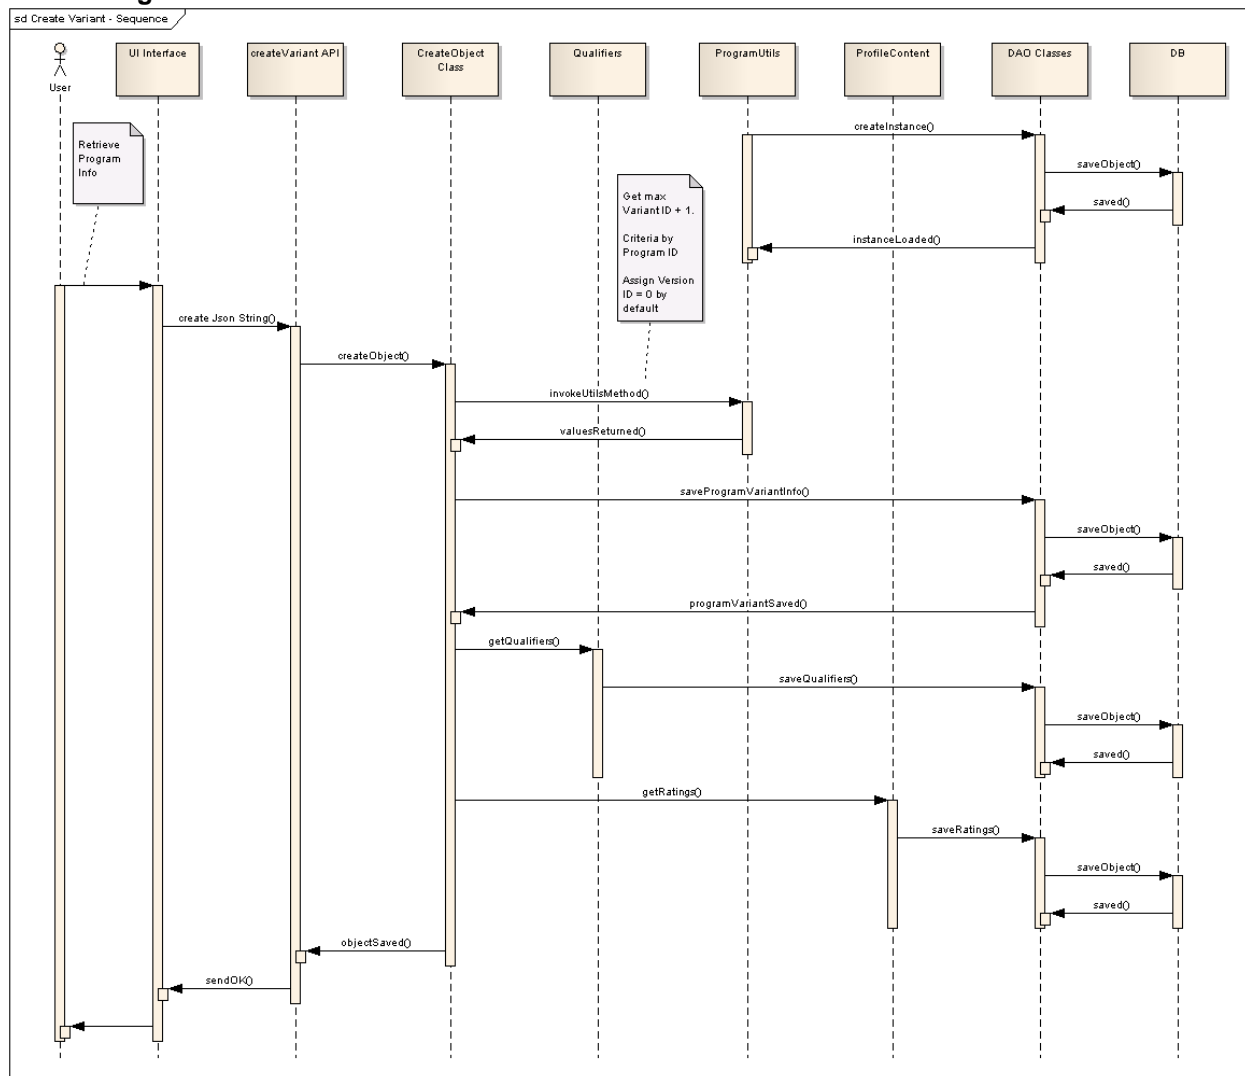 sd Create Variant - Sequence
User
UI Interface
createVariant API
CreateObject
Class
Qualifiers
ProgramUtils
ProfileContent
DAO Classes
DB
createInstance()
Retrieve
Program
Info
saveObject()
Get max
Variant ID + 1.
Criteria by
Program ID
Assign Version
ID = 0 by
default
saved()
instanceLoaded()
create Json String()
createObject()
invokeUtilsMethod()
valuesReturned()
saveProgramVariantInfo()
saveObject()
saved()
programVariantSaved()
getQualifiers()
saveQualifiers()
saveObject()
saved()
getRatings()
saveRatings()
saveObject()
saved()
objectSaved()
sendOK()